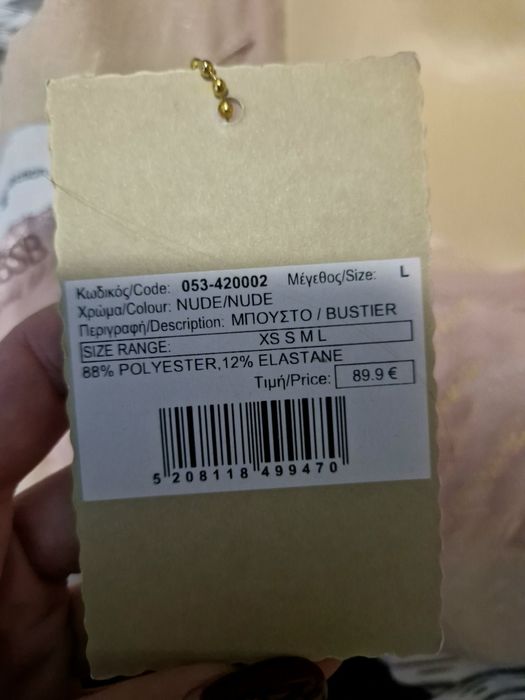 Κωδικός/Code: 053-420002 Μέγεθος/Size: L
Χρώμα/Colour: NUDE/NUDE
Περιγραφή/Description: ΜΠΟΥΣΤΟ / BUSTIER
SIZE RANGE: XS S M L
88% POLYESTER,12% ELASTANE
Τιμή/Price: 89.9 €
5 208118 499470